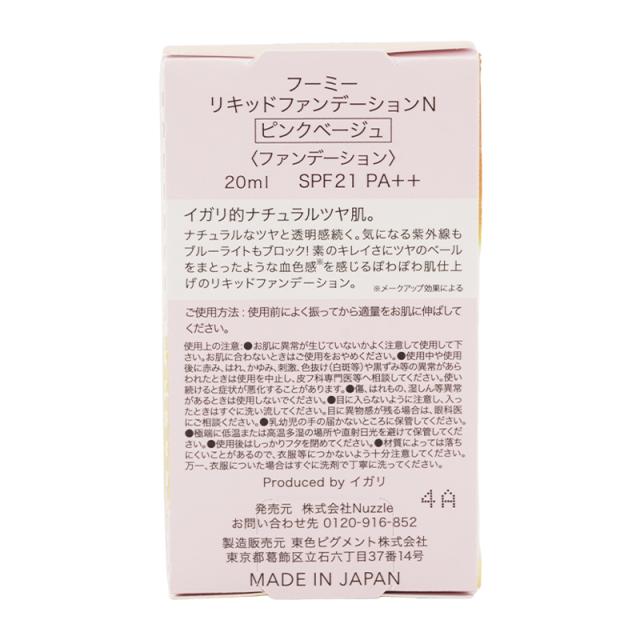 フーミー
リキッドファンデーションN
ピンクベージュ
〈ファンデーション〉
20ml SPF21 PA++
イガリ的ナチュラルツヤ肌。
ナチュラルなツヤと透明感続く。気になる紫外線も
ブルーライトもブロック! 素のキレイさにツヤのベール
をまとったような血色感※を感じるぽわぽわ肌仕上
げのリキッドファンデーション。 ※メークアップ効果による
ご使用方法：使用前によく振ってから適量をお肌に伸ばして
ください。
使用上の注意:●お肌に異常が生じていないかよく注意して使用して下
さい。お肌に合わないときはご使用をおやめください。●使用中や使用
後に赤み、はれ、かゆみ、刺激、色抜け(白斑等)や黒ずみ等の異常があら
われたときは使用を中止し、皮フ科専門医等へ相談してください。使い
続けると症状が悪化することがあります。●傷、はれもの、湿しん等異常
があるときは使用しないでください。●目に入らないように注意し、入っ
たときはすぐに洗い流してください。目に異物感が残る場合は、眼科医
にご相談ください。●乳幼児の手の届かないところに保管してください。
●極端に低温または高温多湿の場所や直射日光を避けて保管してくださ
い。●使用後はしっかりフタを閉めてください。●材質によっては落ち
にくいことがあるので、衣服等につかないよう十分注意してください。
万一、衣服についた場合はすぐに洗剤で丁寧に洗ってください。
Produced by イガリ
4A
発売元 株式会社Nuzzle
お問い合わせ先 0120-916-852
製造販売元 東色ピグメント株式会社
東京都葛飾区立石六丁目37番14号
MADE IN JAPAN